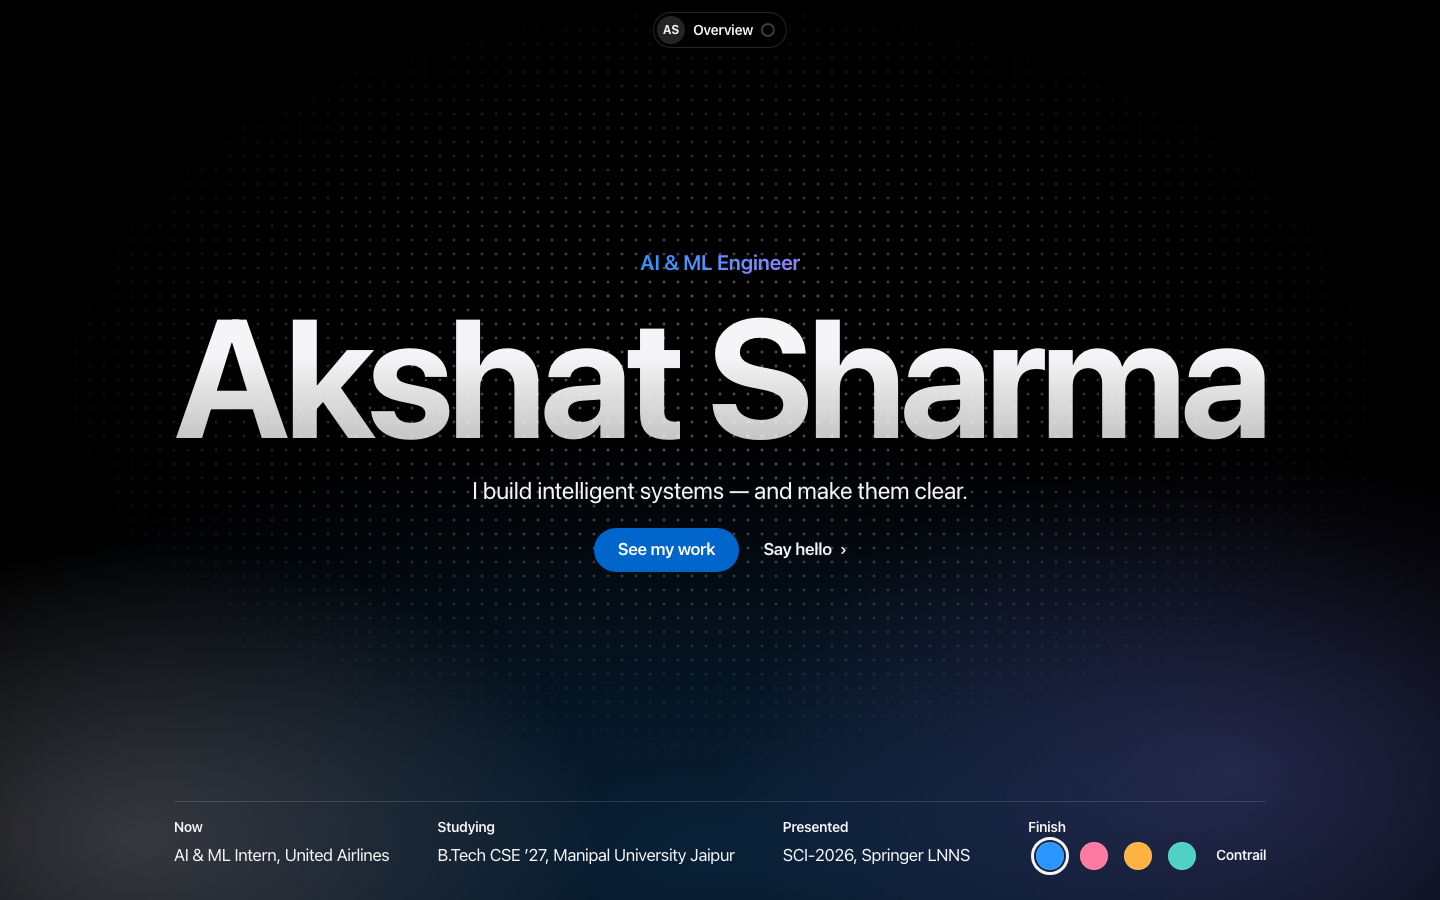 AS Overview
AI & ML Engineer
Akshat Sharma
I build intelligent systems — and make them clear.
See my work Say hello ›
Now
AI & ML Intern, United Airlines
Studying
B.Tech CSE ’27, Manipal University Jaipur
Presented
SCI-2026, Springer LNNS
Finish
Contrail